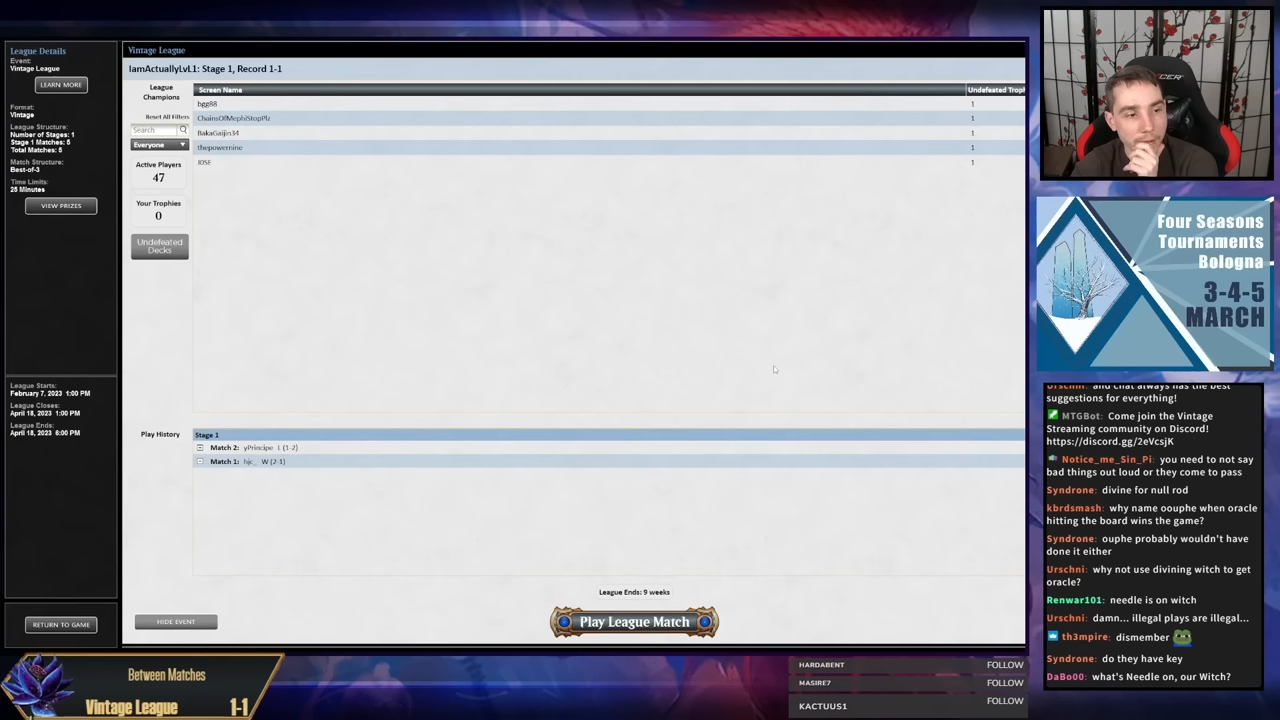 League Details
Event:
Vintage League
LEARN MORE
Format:
Vintage
League Structure:
Number of Stages: 1
Stage 1 Matches: 5
Total Matches: 5
Match Structure:
Best-of-3
Time Limits:
25 Minutes
VIEW PRIZES
League Starts:
February 7, 2023 1:00 PM
League Closes:
April 18, 2023 1:00 PM
League Ends:
April 18, 2023 6:00 PM
RETURN TO GAME
Vintage League
IamActuallyLvL1: Stage 1, Record 1-1
League
Champions
Reset All Filters
Search
Everyone
Active Players
47
Your Trophies
0
Undefeated
Decks
Screen Name
Undefeated Troph
bgg88
1
ChainsOfMephiStopPlz
1
BakaGaijin34
1
thepowernine
1
J0SE
1
Play History
Stage 1
Match 2: yPrincipe L (1-2)
Match 1: hjc_ W (2-1)
League Ends: 9 weeks
HIDE EVENT
Play League Match
Four Seasons
Tournaments
Bologna
3-4-5
MARCH
Urschni: and chat always has the best
suggestions for everything!
MTGBot: Come join the Vintage
Streaming community on Discord!
https://discord.gg/2eVcsjK
Notice_me_Sin_Pi: you need to not say
bad things out loud or they come to pass
Syndrone: divine for null rod
kbrdsmash: why name oouphe when oracle
hitting the board wins the game?
Syndrone: ouphe probably wouldn't have
done it either
Urschni: why not use divining witch to get
oracle?
Renwar101: needle is on witch
Urschni: damn... illegal plays are illegal...
th3mpire: dismember
Syndrone: do they have key
DaBo00: what's Needle on, our Witch?
Between Matches
Vintage League
1-1
HARDABENT
FOLLOW
MASIRE7
FOLLOW
KACTUUS1
FOLLOW